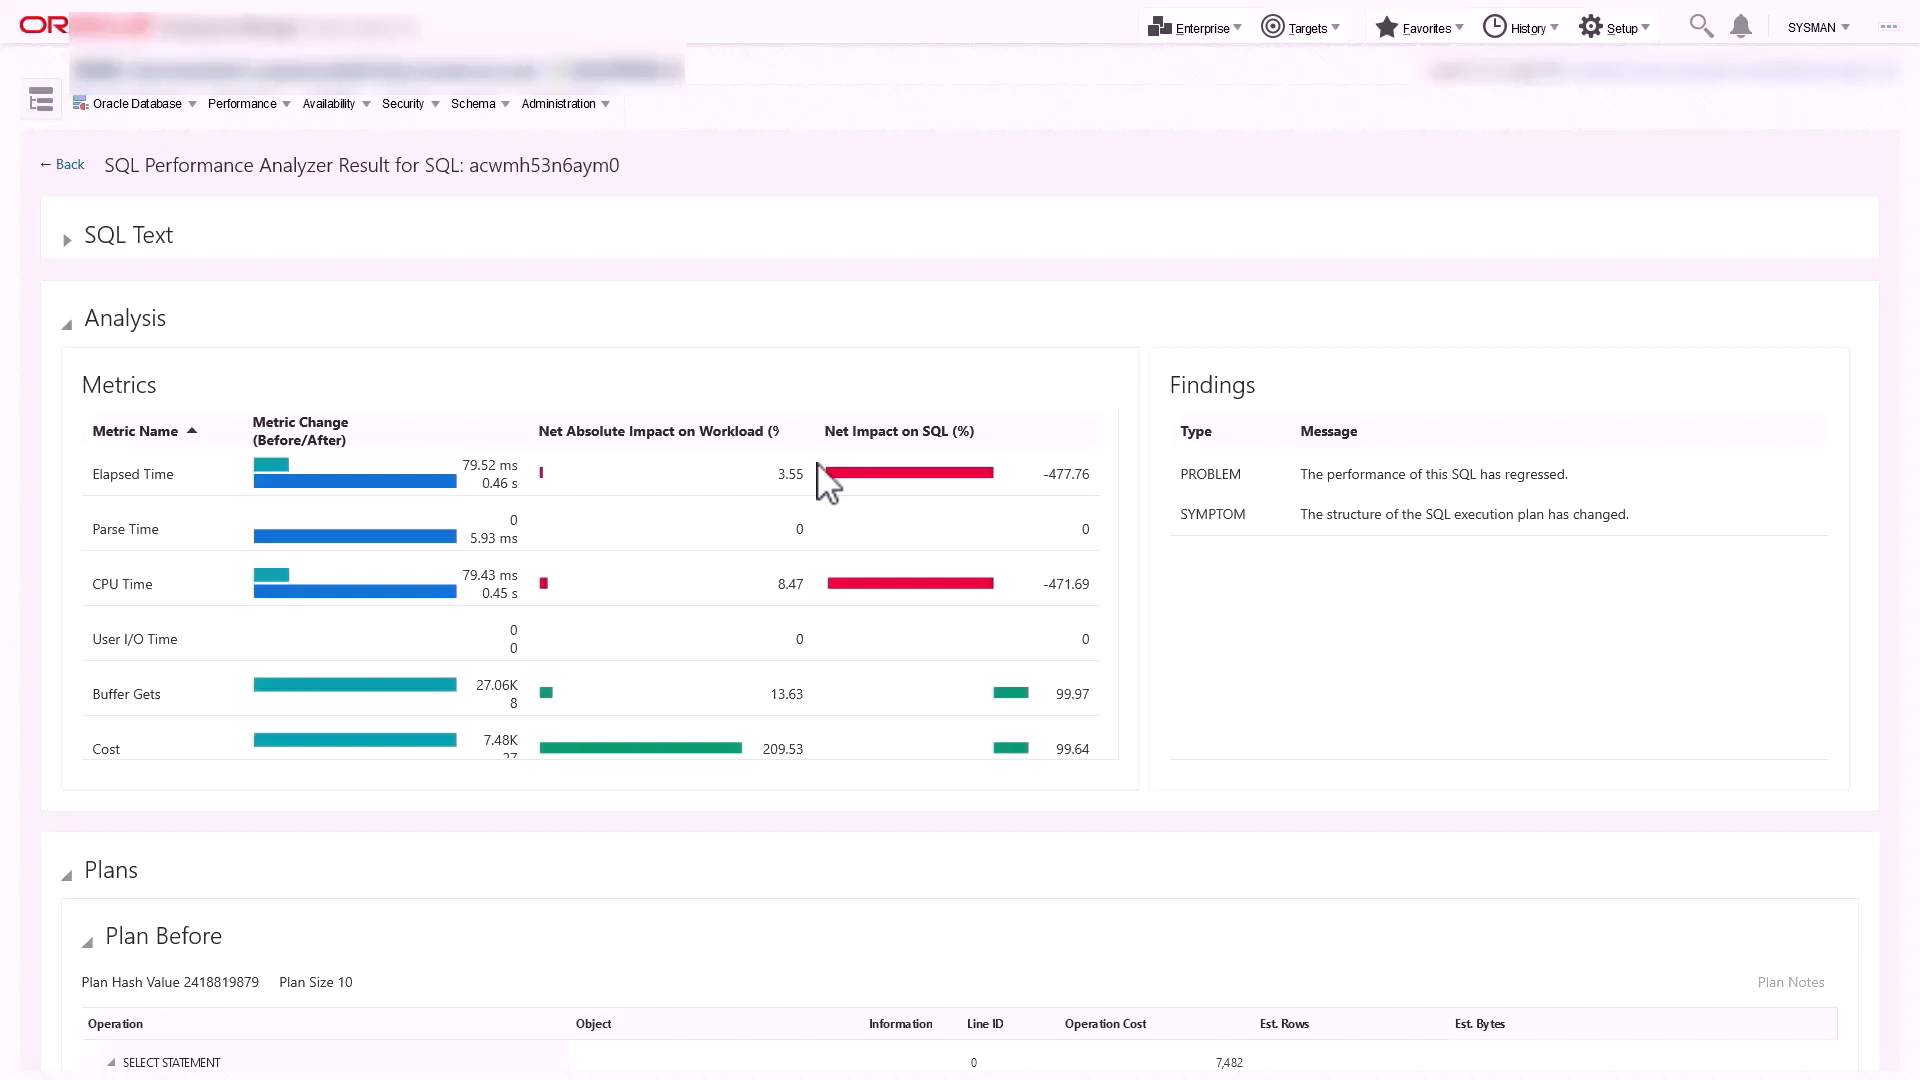 OR
Enterprise
Targets
Favorites
History
Setup
SYSMAN
Oracle Database
Performance
Availability
Security
Schema
Administration
← Back
SQL Performance Analyzer Result for SQL: acwmh53n6aym0
SQL Text
Analysis
Metrics
Metric Name
Metric Change
(Before/After)
Net Absolute Impact on Workload (%
Net Impact on SQL (%)
Elapsed Time
79.52 ms
0.46 s
3.55
-477.76
Parse Time
0
5.93 ms
0
0
CPU Time
79.43 ms
0.45 s
8.47
-471.69
User I/O Time
0
0
0
0
Buffer Gets
27.06K
8
13.63
99.97
Cost
7.48K
27
209.53
99.64
Findings
Type Message
PROBLEM The performance of this SQL has regressed.
SYMPTOM The structure of the SQL execution plan has changed.
Plans
Plan Before
Plan Hash Value 2418819879 Plan Size 10
Plan Notes
Operation Object Information Line ID Operation Cost Est. Rows Est. Bytes
SELECT STATEMENT 0 7,482